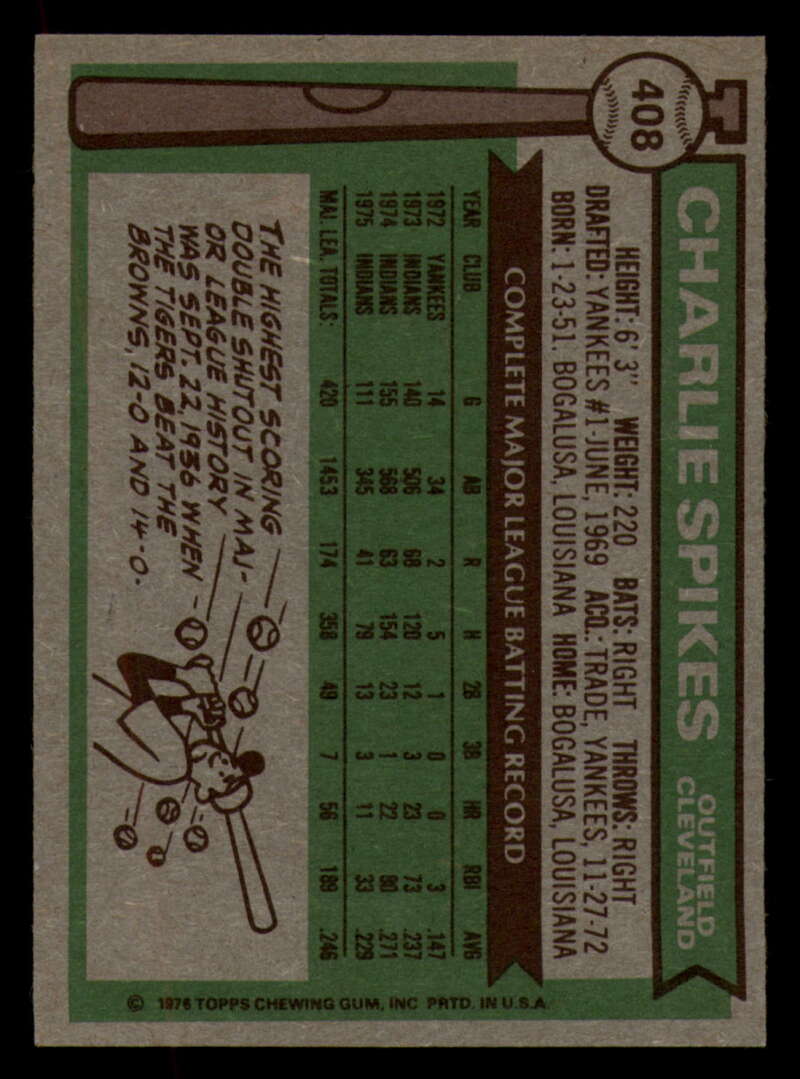 408
CHARLIE SPIKES
OUTFIELD
CLEVELAND
HEIGHT: 6' 3" WEIGHT: 220 BATS: RIGHT THROWS: RIGHT
DRAFTED: YANKEES #1-JUNE, 1969 ACQ.: TRADE, YANKEES, 11-27-72
BORN: 1-23-51, BOGALUSA, LOUISIANA HOME: BOGALUSA, LOUISIANA
COMPLETE MAJOR LEAGUE BATTING RECORD
YEAR CLUB G AB R H 2B 3B HR RBI AVG
1972 YANKEES 14 34 2 5 1 0 0 3 .147
1973 INDIANS 140 506 68 120 12 3 23 73 .237
1974 INDIANS 155 568 63 154 23 1 22 80 .271
1975 INDIANS 111 345 41 79 13 3 11 33 .229
MAJ. LEA. TOTALS: 420 1453 174 358 49 7 56 189 .246
THE HIGHEST SCORING
DOUBLE SHUTOUT IN MAJ-
OR LEAGUE HISTORY
WAS SEPT. 22, 1936 WHEN
THE TIGERS BEAT THE
BROWNS, 12-0 AND 14-0.
© 1976 TOPPS CHEWING GUM, INC PRTD. IN U.S.A.